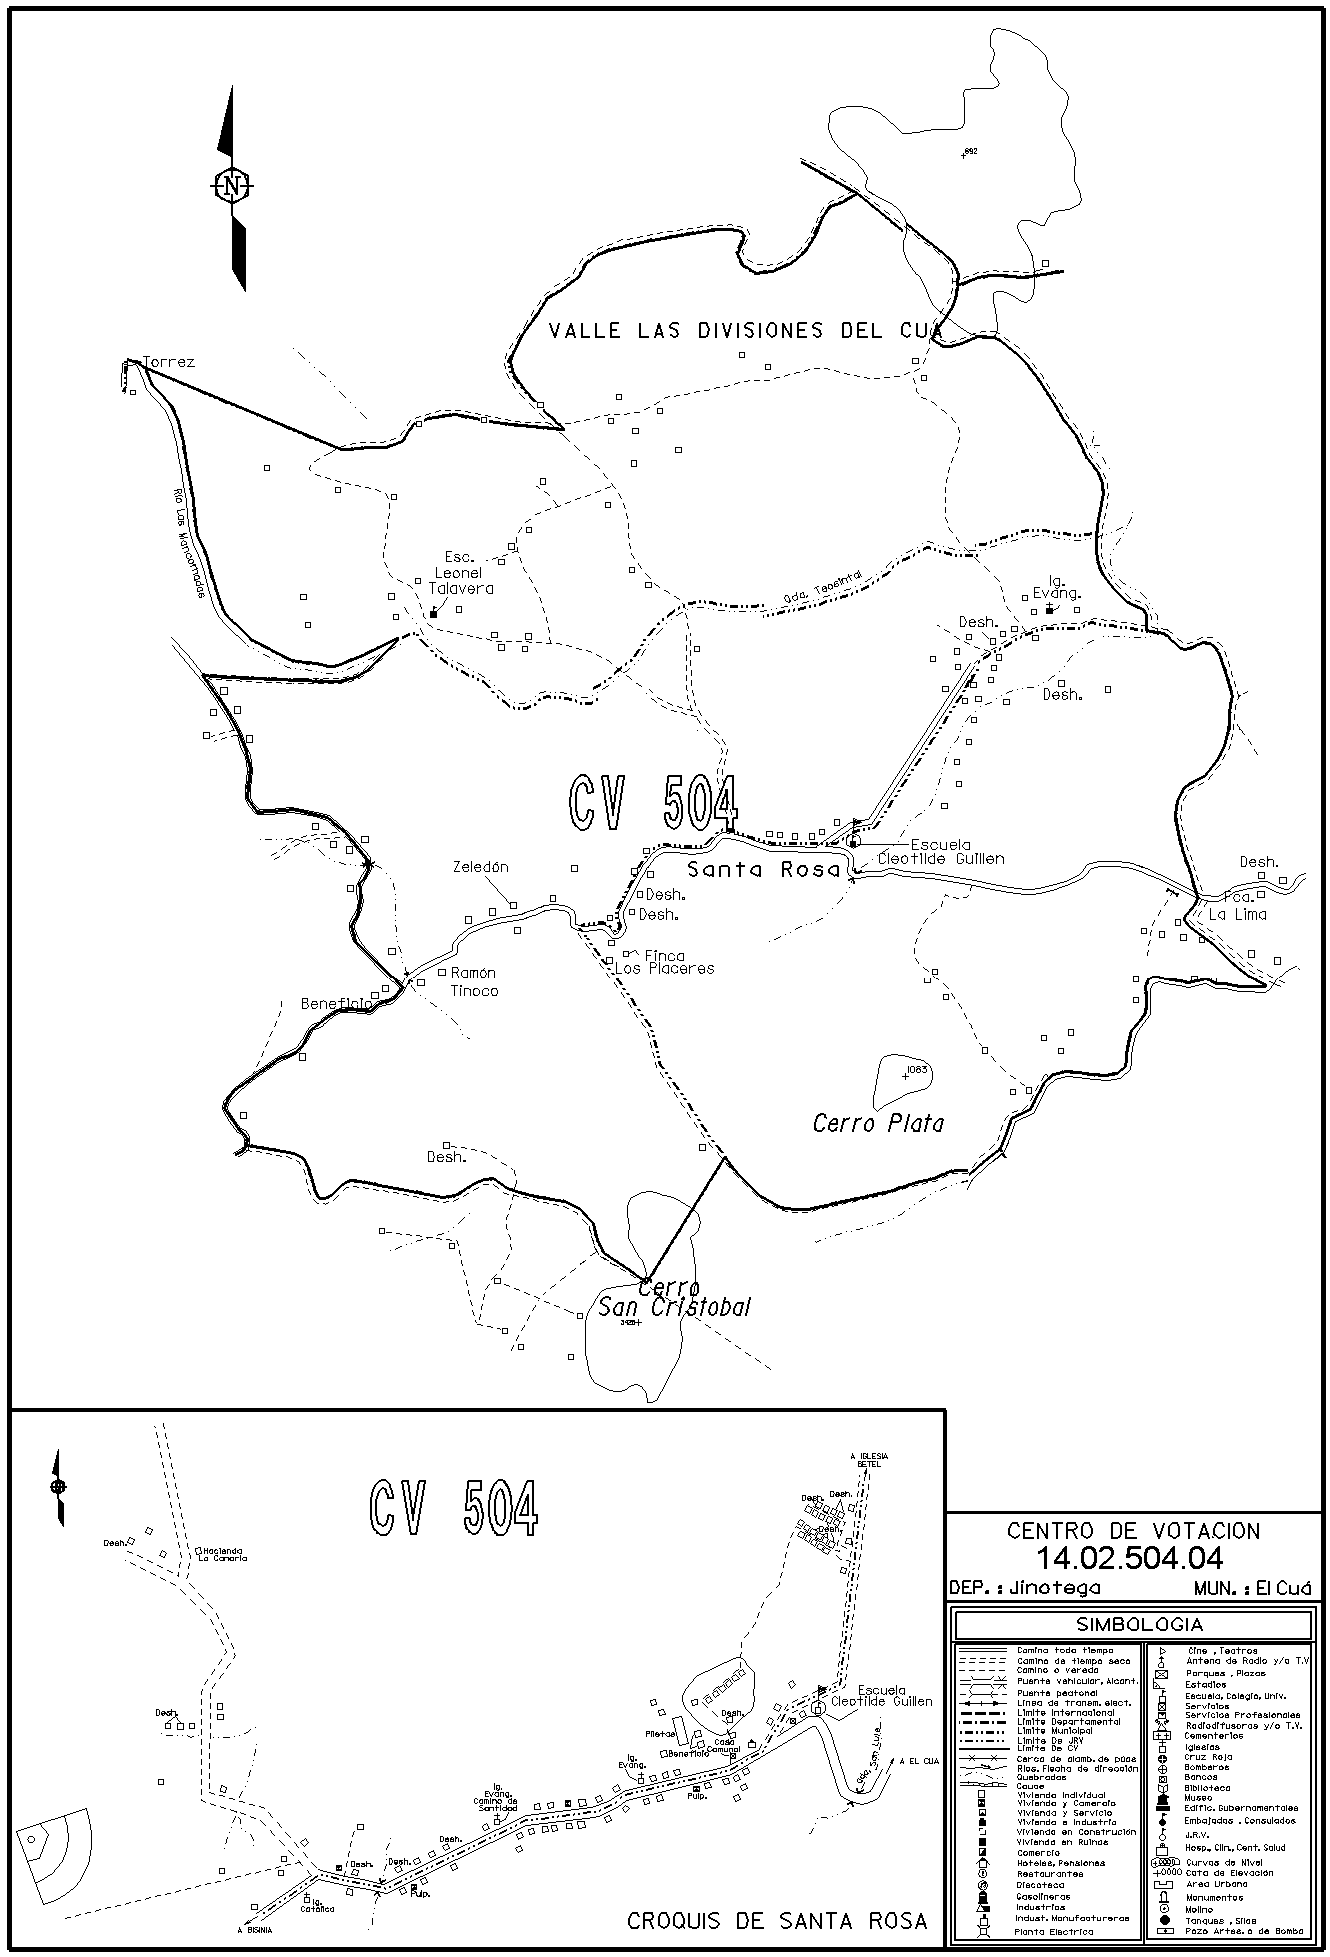 N
892
VALLE LAS DIVISIONES DEL CUA
Torrez
Río Las Mancornadas
Esc.
Leonel
Talavera
Qda. Teosintal
Ig.
Evang.
Desh.
Desh.
CV 504
Escuela
Cleotilde Guillen
Santa Rosa
Zeledón
Desh.
Desh.
Desh.
Fca.
La Lima
Finca
Los Placeres
Ramón
Tinoco
Beneficio
1083
Cerro Plata
Desh.
Cerro
San Cristobal
CV 504
A IGLESIA
BETEL
Desh.
Desh.
Desh.
Desh.
Hacienda
La Canaria
Desh.
Escuela
Cleotilde Guillen
Desh.
Piletas
Casa
Comunal
Beneficio
Qda. San Luis
A EL CUA
Ig.
Evang.
Pulp.
Ig.
Evang.
Camino de
Santidad
Desh.
Desh.
Desh.
Pulp.
Ig.
Católica
A BISINIA
CROQUIS DE SANTA ROSA
CENTRO DE VOTACION
14.02.504.04
DEP. : Jinotega MUN. : El Cuá
SIMBOLOGIA
Camino todo tiempo
Camino de tiempo seco
Camino o vereda
Puente vehicular, Alcant.
Puente peatonal
Linea de transm. elect.
Limite Internacional
Limite Departamental
Limite Municipal
Limite De JRV
Limite De CV
Cerca de alamb. de púas
Rios, Flecha de dirección
Quebradas
Cauce
Vivienda Individual
Vivienda y Comercio
Vivienda y Servicio
Vivienda e Industria
Vivienda en Construción
Vivienda en Ruinas
Comercio
Hoteles, Pensiones
Restaurantes
Discoteca
Gasolineras
Industrias
Indust. Manufactureras
Planta Electrica
Cine , Teatros
Antena de Radio y/o T.V
Parques , Plazas
Estadios
Escuela, Colegio, Univ.
Servicios
Servicios Profesionales
Radiodifusoras y/o T.V.
Cementerios
Iglesias
Cruz Roja
Bomberos
Bancos
Biblioteca
Museo
Edific. Gubernamentales
Embajadas , Consulados
J.R.V.
Hosp., Clin., Cent. Salud
Curvas de Nivel
Cota de Elevación
Area Urbana
Monumentos
Molino
Tanques , Silos
Pozo Artes. o de Bomba